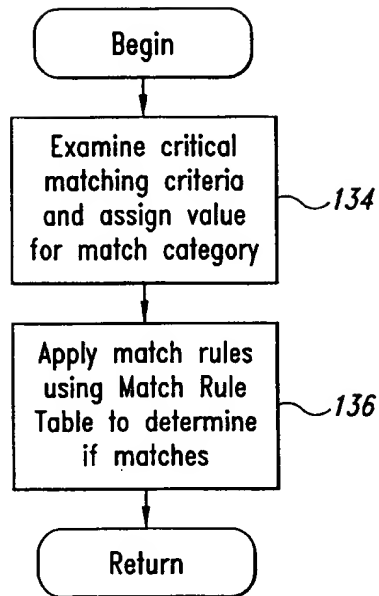 Begin
Examine critical
matching criteria
and assign value
for match category
134
Apply match rules
using Match Rule
Table to determine
if matches
136
Return